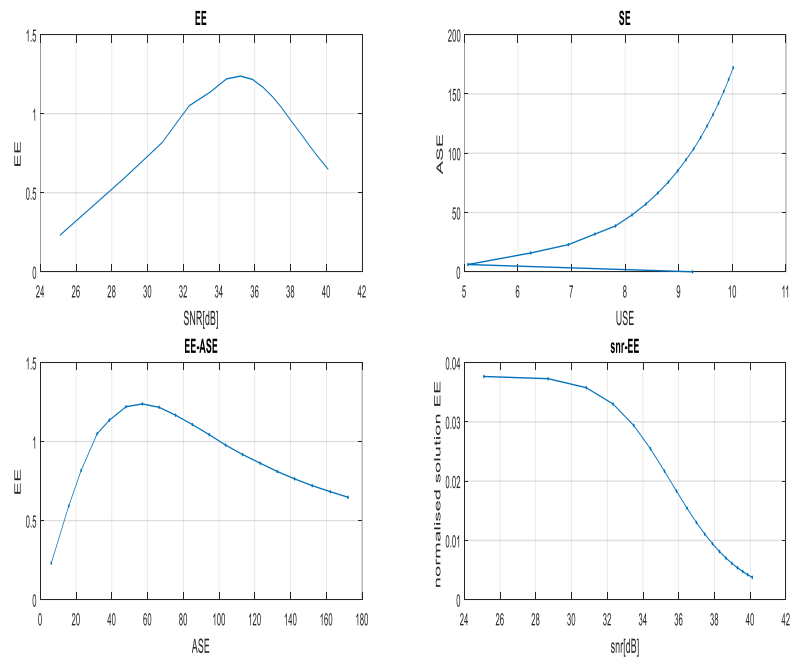 EE
1.5
1
0.5
0
EE
24 26 28 30 32 34 36 38 40 42
SNR[dB]
SE
200
150
100
50
0
ASE
5 6 7 8 9 10 11
USE
EE-ASE
1.5
1
0.5
0
EE
0 20 40 60 80 100 120 140 160 180
ASE
snr-EE
0.04
0.03
0.02
0.01
0
normalised solution EE
24 26 28 30 32 34 36 38 40 42
snr[dB]